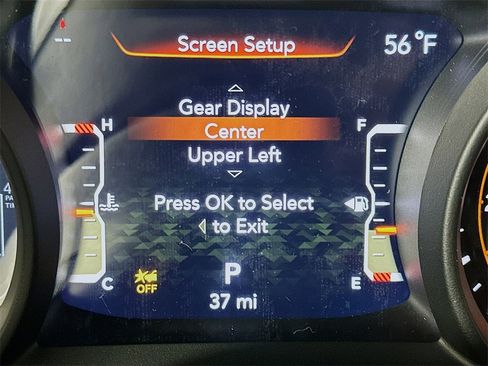 Screen Setup
56 °F
Gear Display
Center
Upper Left
Press OK to Select
to Exit
H
F
C
E
OFF
P
37 mi